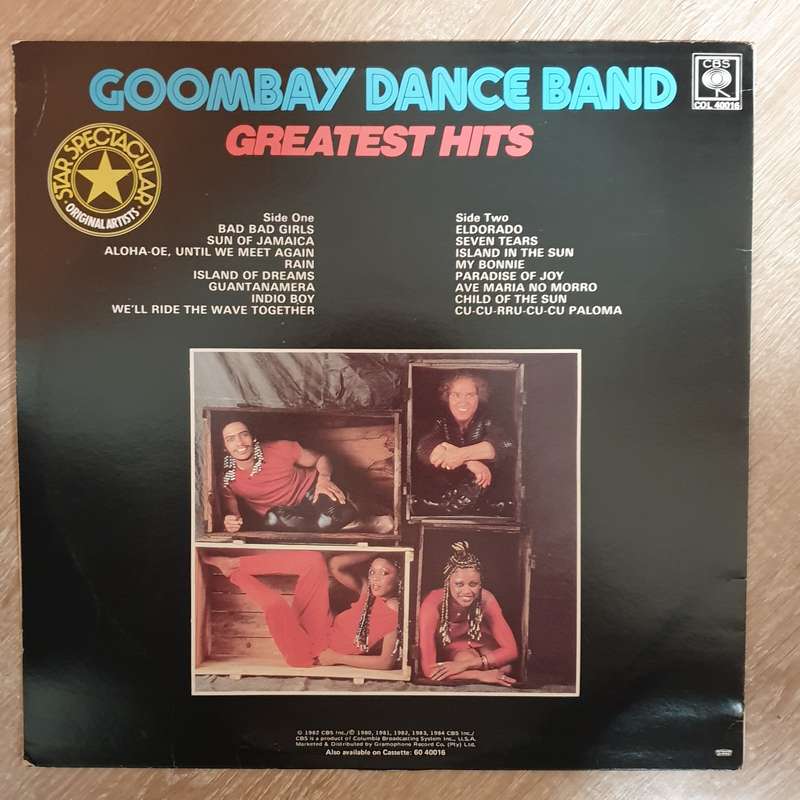 GOOMBAY DANCE BAND
CBS
COL 40016
GREATEST HITS
STAR SPECTACULAR
ORIGINAL ARTISTS
Side One
BAD BAD GIRLS
SUN OF JAMAICA
ALOHA-OE, UNTIL WE MEET AGAIN
RAIN
ISLAND OF DREAMS
GUANTANAMERA
INDIO BOY
WE'LL RIDE THE WAVE TOGETHER
Side Two
ELDORADO
SEVEN TEARS
ISLAND IN THE SUN
MY BONNIE
PARADISE OF JOY
AVE MARIA NO MORRO
CHILD OF THE SUN
CU-CU-RRU-CU-CU PALOMA
© 1982 CBS Inc./℗ 1980, 1981, 1982, 1983, 1984 CBS Inc./
CBS is a product of Columbia Broadcasting System Inc., U.S.A.
Marketed & Distributed by Gramophone Record Co. (Pty) Ltd.
Also available on Cassette: 60 40016